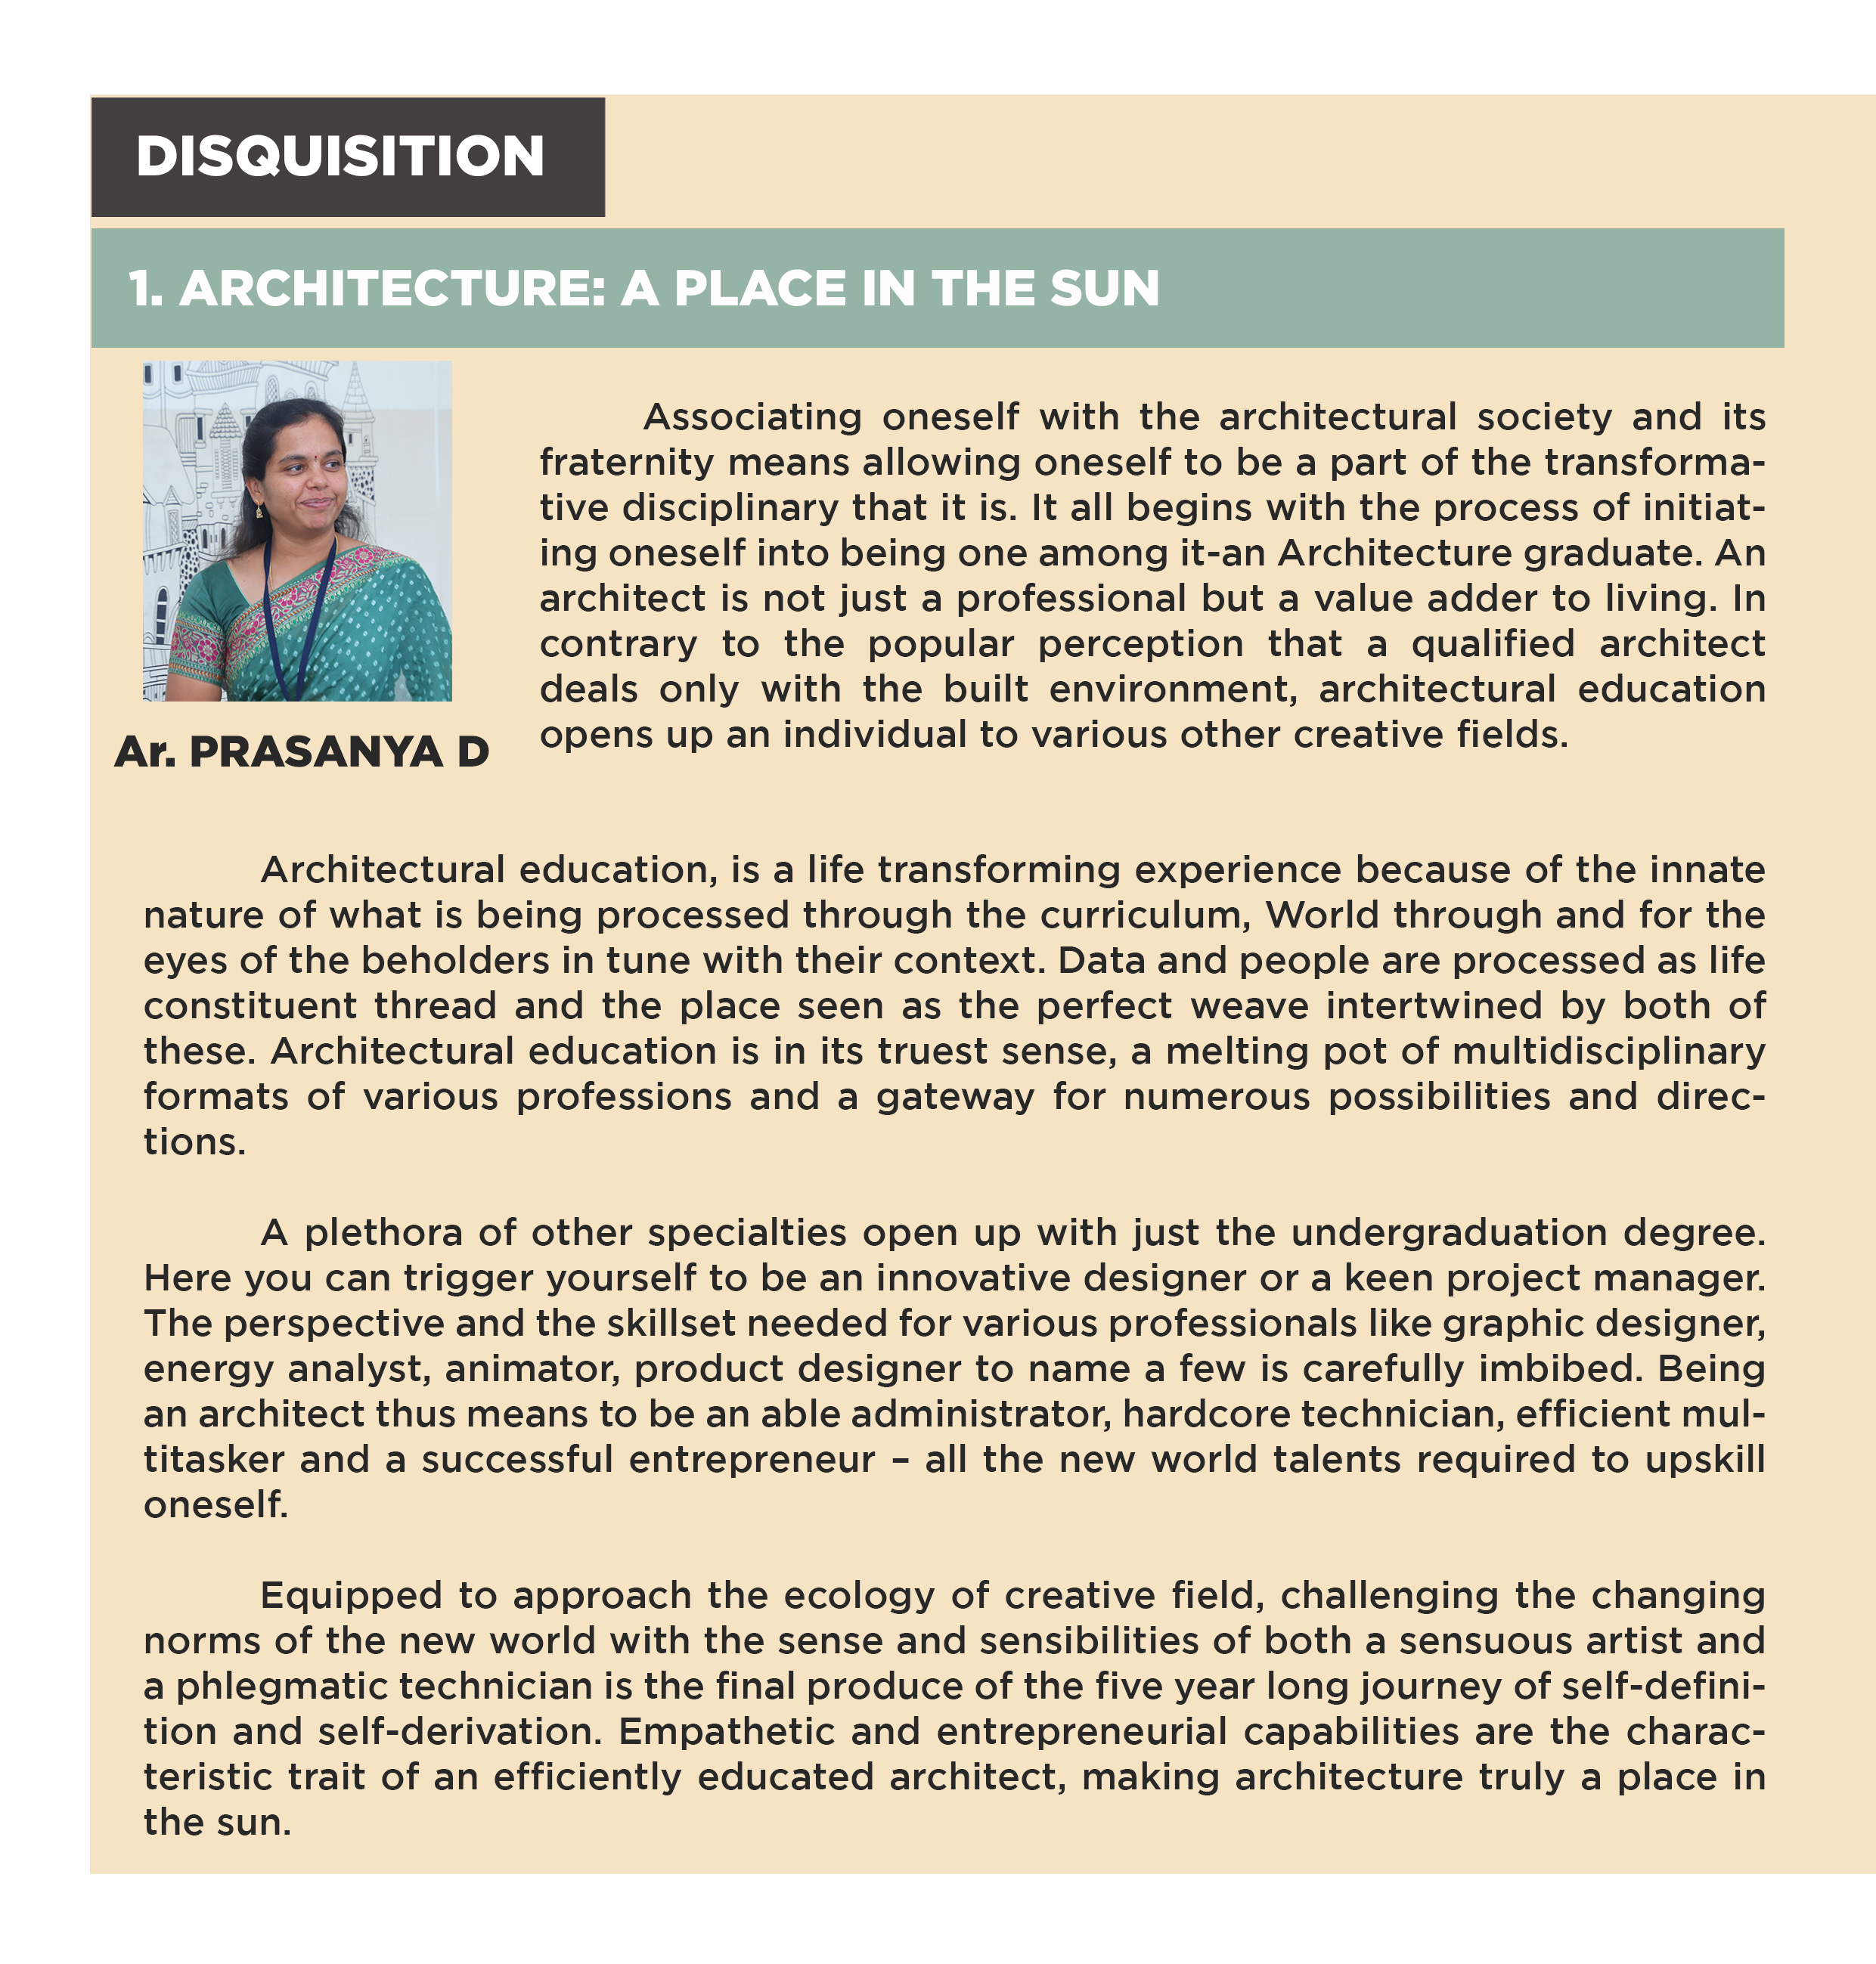 DISQUISITION
1. ARCHITECTURE: A PLACE IN THE SUN
Ar. PRASANYA D
Associating oneself with the architectural society and its
fraternity means allowing oneself to be a part of the transforma-
tive disciplinary that it is. It all begins with the process of initiat-
ing oneself into being one among it-an Architecture graduate. An
architect is not just a professional but a value adder to living. In
contrary to the popular perception that a qualified architect
deals only with the built environment, architectural education
opens up an individual to various other creative fields.
Architectural education, is a life transforming experience because of the innate
nature of what is being processed through the curriculum, World through and for the
eyes of the beholders in tune with their context. Data and people are processed as life
constituent thread and the place seen as the perfect weave intertwined by both of
these. Architectural education is in its truest sense, a melting pot of multidisciplinary
formats of various professions and a gateway for numerous possibilities and direc-
tions.
A plethora of other specialties open up with just the undergraduation degree.
Here you can trigger yourself to be an innovative designer or a keen project manager.
The perspective and the skillset needed for various professionals like graphic designer,
energy analyst, animator, product designer to name a few is carefully imbibed. Being
an architect thus means to be an able administrator, hardcore technician, efficient mul-
titasker and a successful entrepreneur – all the new world talents required to upskill
oneself.
Equipped to approach the ecology of creative field, challenging the changing
norms of the new world with the sense and sensibilities of both a sensuous artist and
a phlegmatic technician is the final produce of the five year long journey of self-defini-
tion and self-derivation. Empathetic and entrepreneurial capabilities are the charac-
teristic trait of an efficiently educated architect, making architecture truly a place in
the sun.